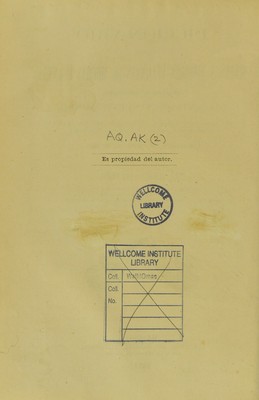 AQ. AK (2)
Es propiedad del autor.
WELLCOME
LIBRARY
INSTITUTE
WELLCOME INSTITUTE
LIBRARY
Coll.
Call
No.